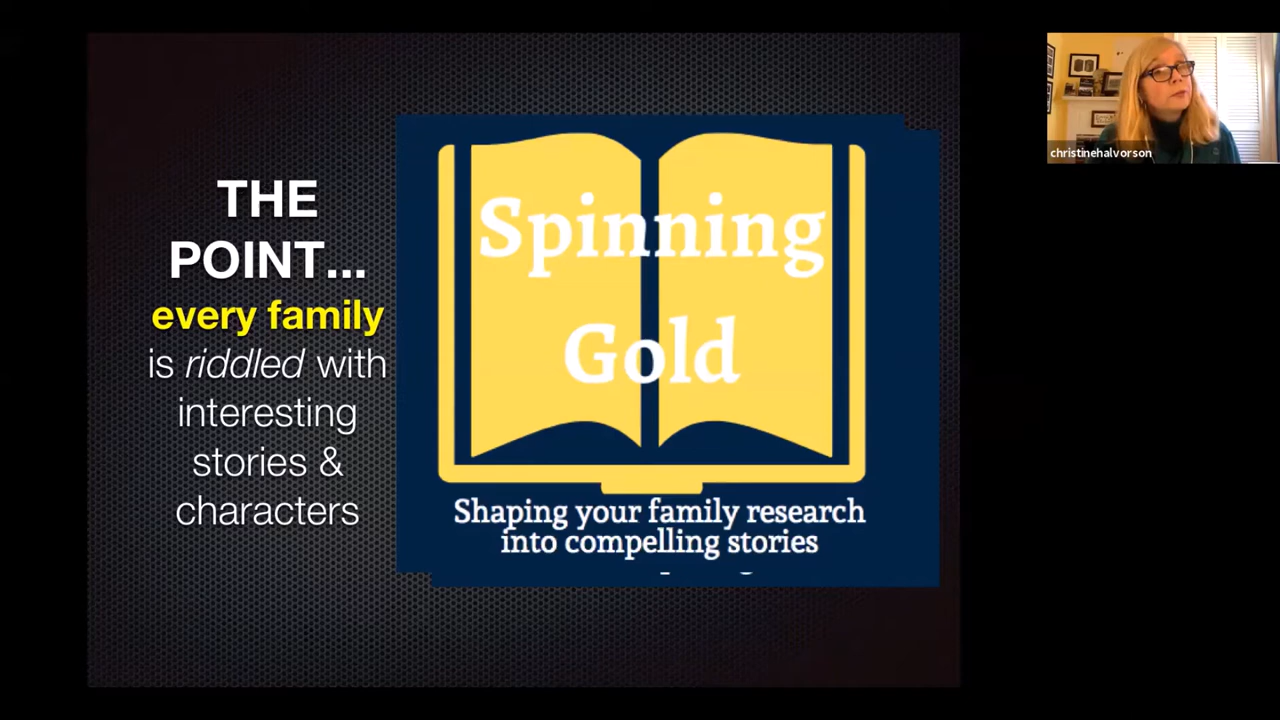 THE
POINT...
every family
is riddled with
interesting
stories &
characters
Spinning
Gold
Shaping your family research
into compelling stories
christinehalvorson